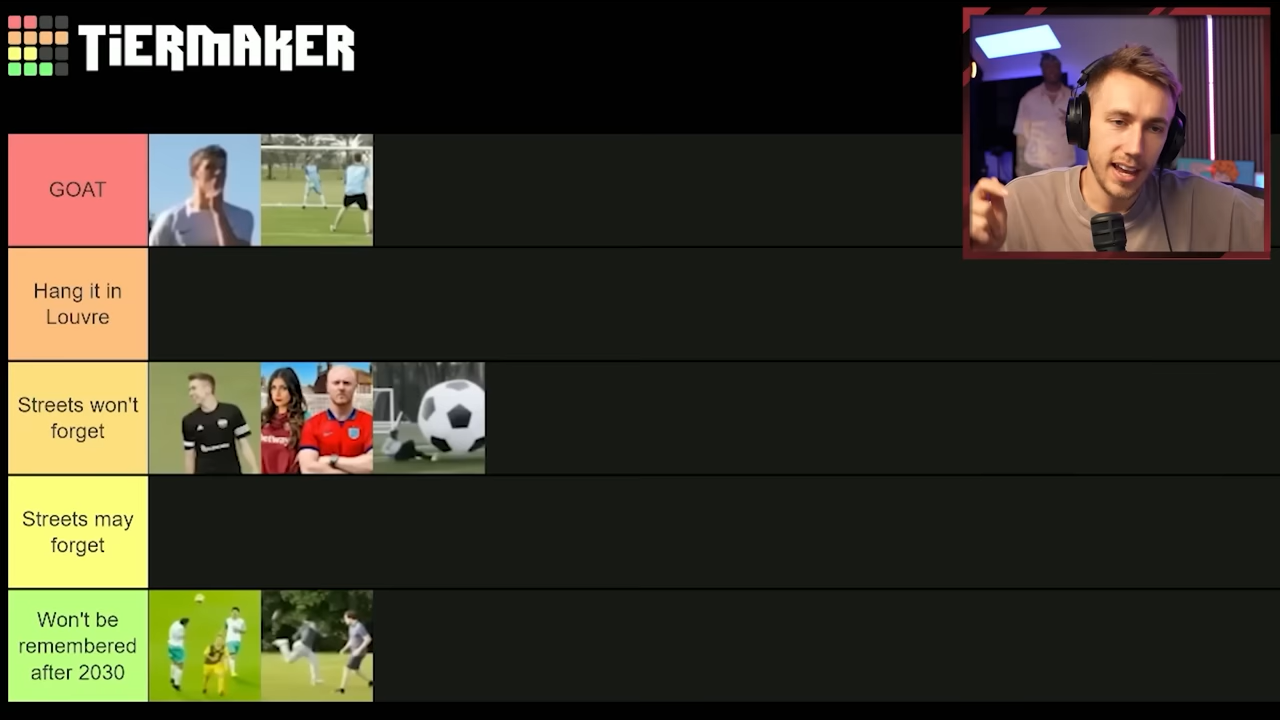 TiERMAKER
GOAT
Hang it in
Louvre
Streets won't
forget
Streets may
forget
Won't be
remembered
after 2030